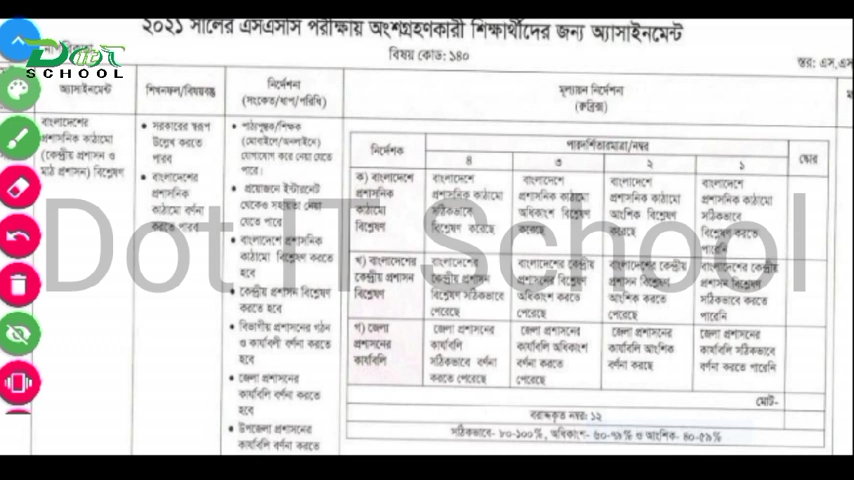 ২০২১ সালের এসএসসি পরীক্ষায় অংশগ্রহণকারী শিক্ষার্থীদের জন্য অ্যাসাইনমেন্ট
বিষয় কোড: ১৪০
স্তর: এস.এস
Dot IT
SCHOOL
অ্যাসাইনমেন্ট
শিখনফল/বিষয়বস্তু
নির্দেশনা
(সংকেত/ধাপ/পরিধি)
মূল্যায়ন নির্দেশনা
(রুব্রিক্স)
বাংলাদেশের
প্রশাসনিক কাঠামো
(কেন্দ্রীয় প্রশাসন ও
মাঠ প্রশাসন) বিশ্লেষণ
• সরকারের স্বরূপ
উল্লেখ করতে
পারব
• বাংলাদেশের
প্রশাসনিক
কাঠামো বর্ণনা
করতে পারব
• পাঠ্যপুস্তক/শিক্ষক
(মোবাইলে/অনলাইনে)
যোগাযোগ করে নেয়া যেতে
পারে।
• প্রয়োজনে ইন্টারনেট
থেকেও সহায়তা নেয়া
যেতে পারে
• বাংলাদেশে প্রশাসনিক
কাঠামো বিশ্লেষণ করতে
হবে
• কেন্দ্রীয় প্রশাসন বিশ্লেষণ
করতে হবে
• বিভাগীয় প্রশাসনের গঠন
ও কার্যাবলী বর্ণনা করতে
হবে
• জেলা প্রশাসনের
কার্যাবলি বর্ণনা করতে
হবে
• উপজেলা প্রশাসনের
কার্যাবলি বর্ণনা করতে
নির্দেশক
পারদর্শিতারমাত্রা/নম্বর
স্কোর
৪ ৩ ২ ১
ক) বাংলাদেশে
প্রশাসনিক
কাঠামো
বিশ্লেষণ
বাংলাদেশে
প্রশাসনিক কাঠামো
সঠিকভাবে
বিশ্লেষণ করেছে
বাংলাদেশে
প্রশাসনিক কাঠামো
অধিকাংশ বিশ্লেষণ
করেছে
বাংলাদেশে
প্রশাসনিক কাঠামো
আংশিক বিশ্লেষণ
করেছে
বাংলাদেশে
প্রশাসনিক কাঠামো
সঠিকভাবে
বিশ্লেষণ করতে
পারেনি
খ) বাংলাদেশের
কেন্দ্রীয় প্রশাসন
বিশ্লেষণ
বাংলাদেশের
কেন্দ্রীয় প্রশাসন
বিশ্লেষণ সঠিকভাবে
পেরেছে
বাংলাদেশের কেন্দ্রীয়
প্রশাসনের বিশ্লেষণ
অধিকাংশ করতে
পেরেছে
বাংলাদেশের কেন্দ্রীয়
প্রশাসন বিশ্লেষণ
আংশিক করতে
পেরেছে
বাংলাদেশের কেন্দ্রীয়
প্রশাসন বিশ্লেষণ
সঠিকভাবে করতে
পারেনি
গ) জেলা
প্রশাসনের
কার্যাবলি
জেলা প্রশাসনের
কার্যাবলি
সঠিকভাবে বর্ণনা
করতে পেরেছে
জেলা প্রশাসনের
কার্যাবলি অধিকাংশ
বর্ণনা করতে
পেরেছে
জেলা প্রশাসনের
কার্যাবলি আংশিক
বর্ণনা করছে
জেলা প্রশাসনের
কার্যাবলি সঠিকভাবে
বর্ণনা করতে পারেনি
মোট-
বরাদ্দকৃত নম্বর: ১২
সঠিকভাবে- ৮০-১০০%, অধিকাংশ- ৬০-৭৯% ও আংশিক- ৪০-৫৯%
Dot IT School